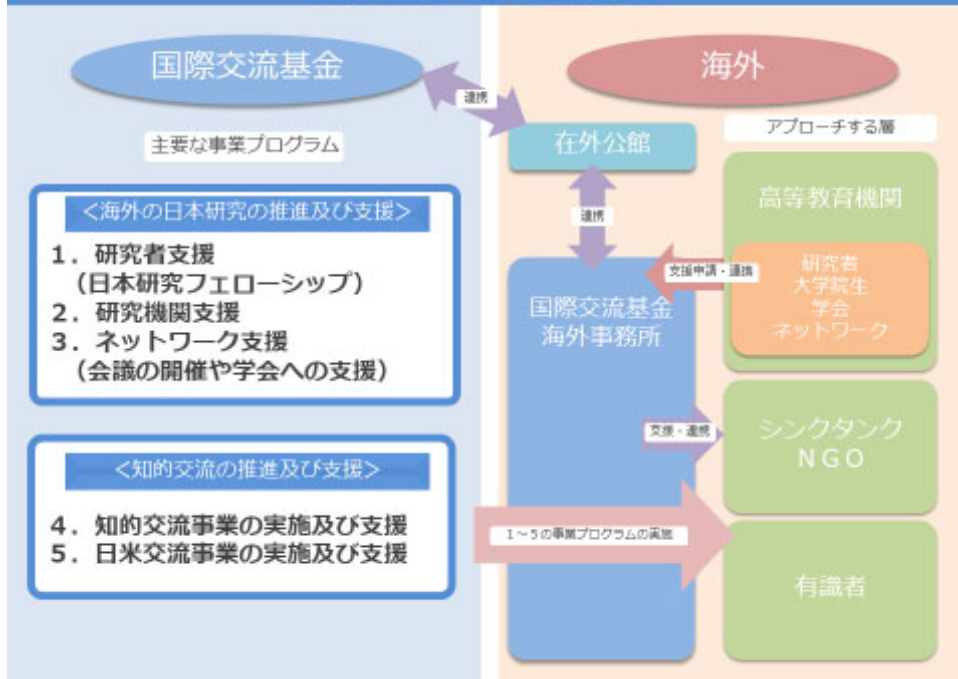 国際交流基金
海外
連携
主要な事業プログラム
在外公館
アプローチする層
<海外の日本研究の推進及び支援>
1．研究者支援
（日本研究フェローシップ）
2．研究機関支援
3．ネットワーク支援
（会議の開催や学会への支援）
連携
高等教育機関
支援申請・連携
研究者
大学院生
学会
ネットワーク
国際交流基金
海外事務所
支援・連携
シンクタンク
ＮＧＯ
<知的交流の推進及び支援>
4．知的交流事業の実施及び支援
5．日米交流事業の実施及び支援
1～5の事業プログラムの実施
有識者